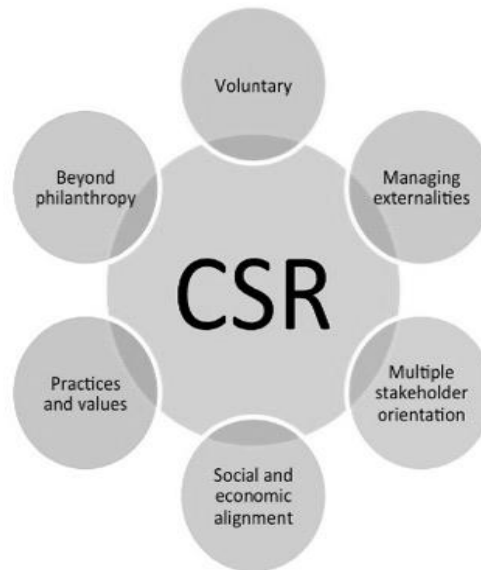 Voluntary
Managing
externalities
Multiple
stakeholder
orientation
Social and
economic
alignment
Practices
and values
Beyond
philanthropy
CSR